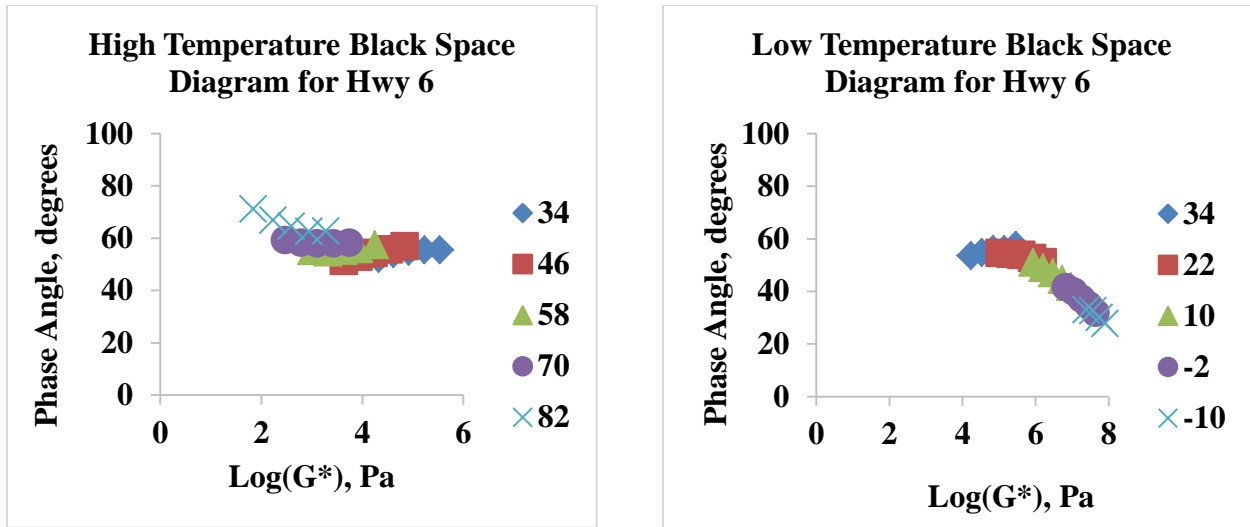 High Temperature Black Space
Diagram for Hwy 6
Phase Angle, degrees
100
80
60
40
20
0
0 2 4 6
Log(G*), Pa
34
46
58
70
82
Low Temperature Black Space
Diagram for Hwy 6
Phase Angle, degrees
100
80
60
40
20
0
0 2 4 6 8
Log(G*), Pa
34
22
10
-2
-10